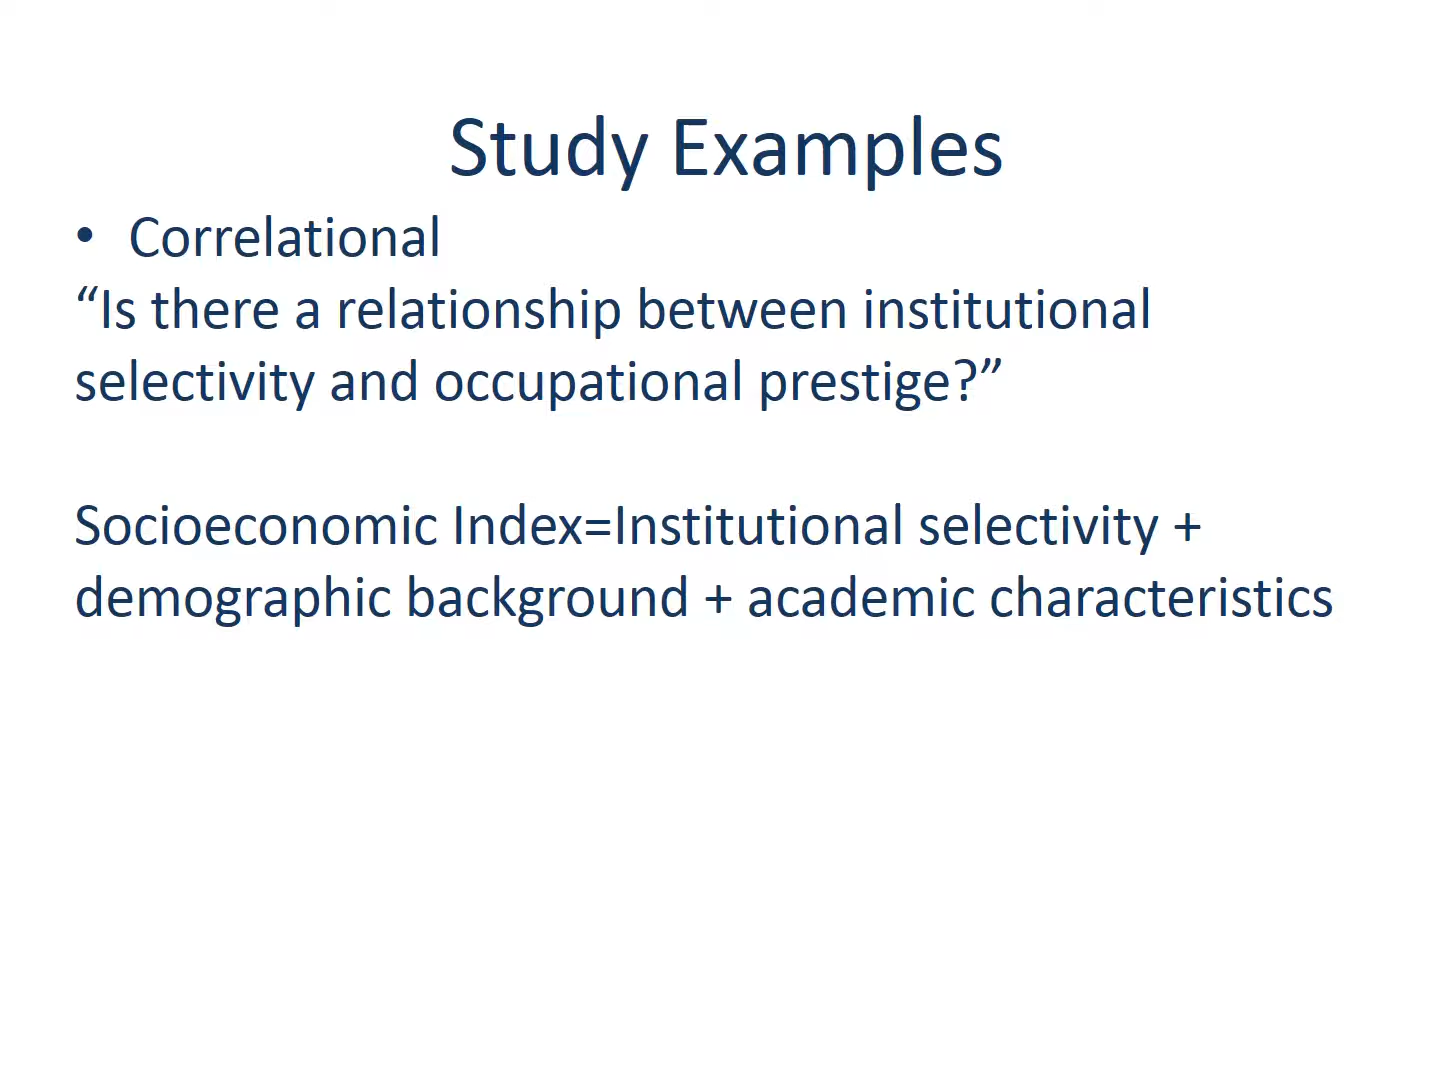 Study Examples
• Correlational
“Is there a relationship between institutional
selectivity and occupational prestige?”
Socioeconomic Index=Institutional selectivity +
demographic background + academic characteristics